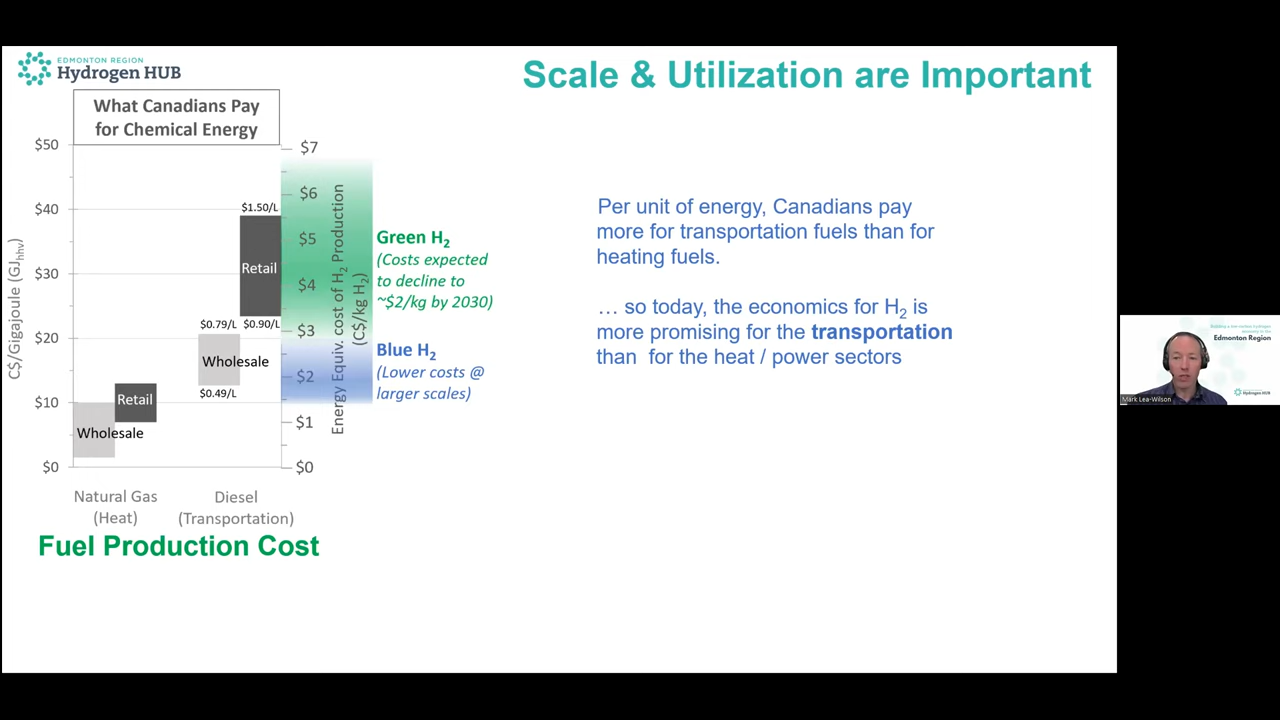 EDMONTON REGION
Hydrogen HUB
Scale & Utilization are Important
What Canadians Pay
for Chemical Energy
$50
$40
$30
$20
$10
$0
C$/Gigajoule (GJhhv)
$7
$6
$5
$4
$3
$2
$1
$0
Energy Equiv. cost of H2 Production
(C$/kg H2)
$1.50/L
Retail
$0.79/L
$0.90/L
Wholesale
$0.49/L
Retail
Wholesale
Natural Gas
(Heat)
Diesel
(Transportation)
Green H2
(Costs expected
to decline to
~$2/kg by 2030)
Blue H2
(Lower costs @
larger scales)
Fuel Production Cost
Per unit of energy, Canadians pay
more for transportation fuels than for
heating fuels.
… so today, the economics for H2 is
more promising for the transportation
than for the heat / power sectors
Edmonton Region
Hydrogen HUB
Mark Lea-Wilson